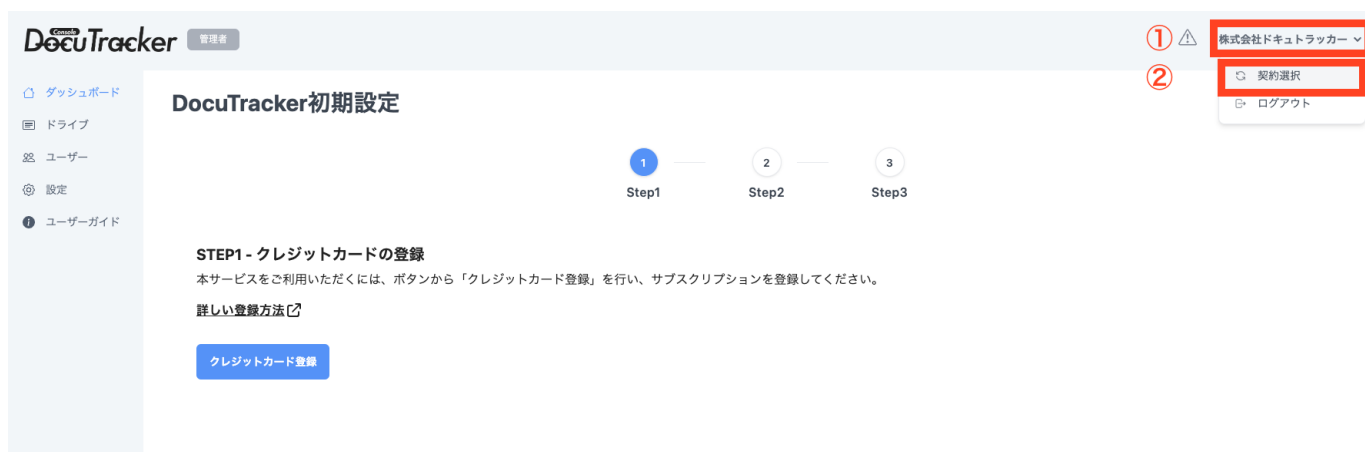 Console
DocuTracker 管理者
① 株式会社ドキュトラッカー
② 契約選択
ログアウト
ダッシュボード
ドライブ
ユーザー
設定
ユーザーガイド
DocuTracker初期設定
1 2 3
Step1 Step2 Step3
STEP1 - クレジットカードの登録
本サービスをご利用いただくには、ボタンから「クレジットカード登録」を行い、サブスクリプションを登録してください。
詳しい登録方法
クレジットカード登録